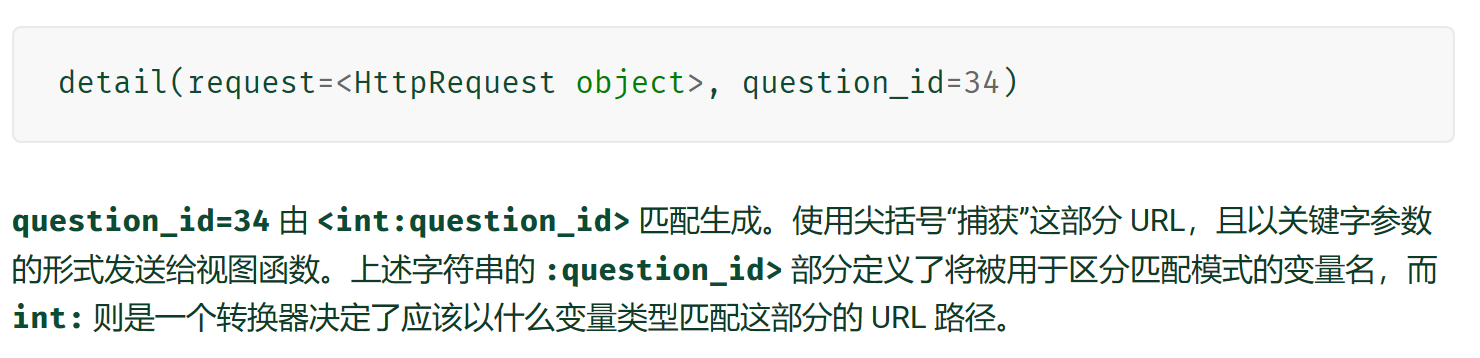 detail(request=<HttpRequest object>, question_id=34)
question_id=34 由 <int:question_id> 匹配生成。使用尖括号“捕获”这部分 URL，且以关键字参数
的形式发送给视图函数。上述字符串的 :question_id> 部分定义了将被用于区分匹配模式的变量名，而
int: 则是一个转换器决定了应该以什么变量类型匹配这部分的 URL 路径。